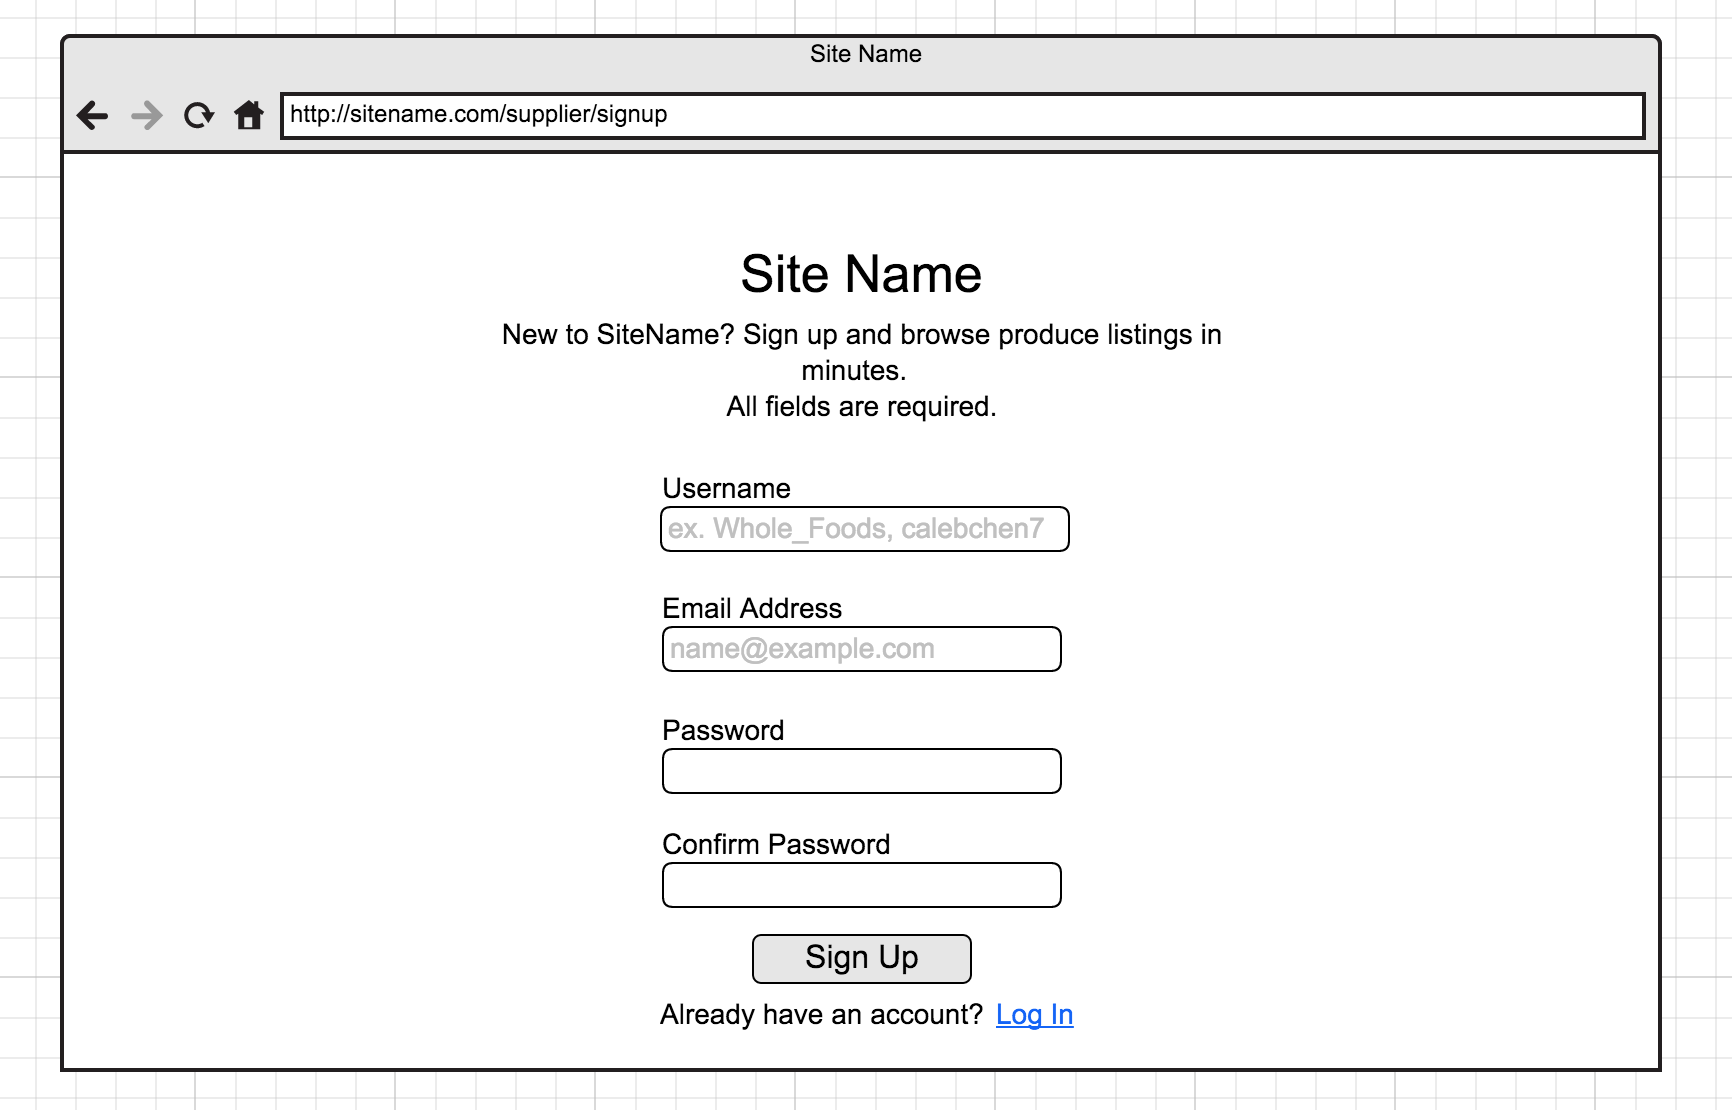 Site Name
http://sitename.com/supplier/signup
Site Name
New to SiteName? Sign up and browse produce listings in
minutes.
All fields are required.
Username
ex. Whole_Foods, calebchen7
Email Address
name@example.com
Password
Confirm Password
Sign Up
Already have an account? Log In